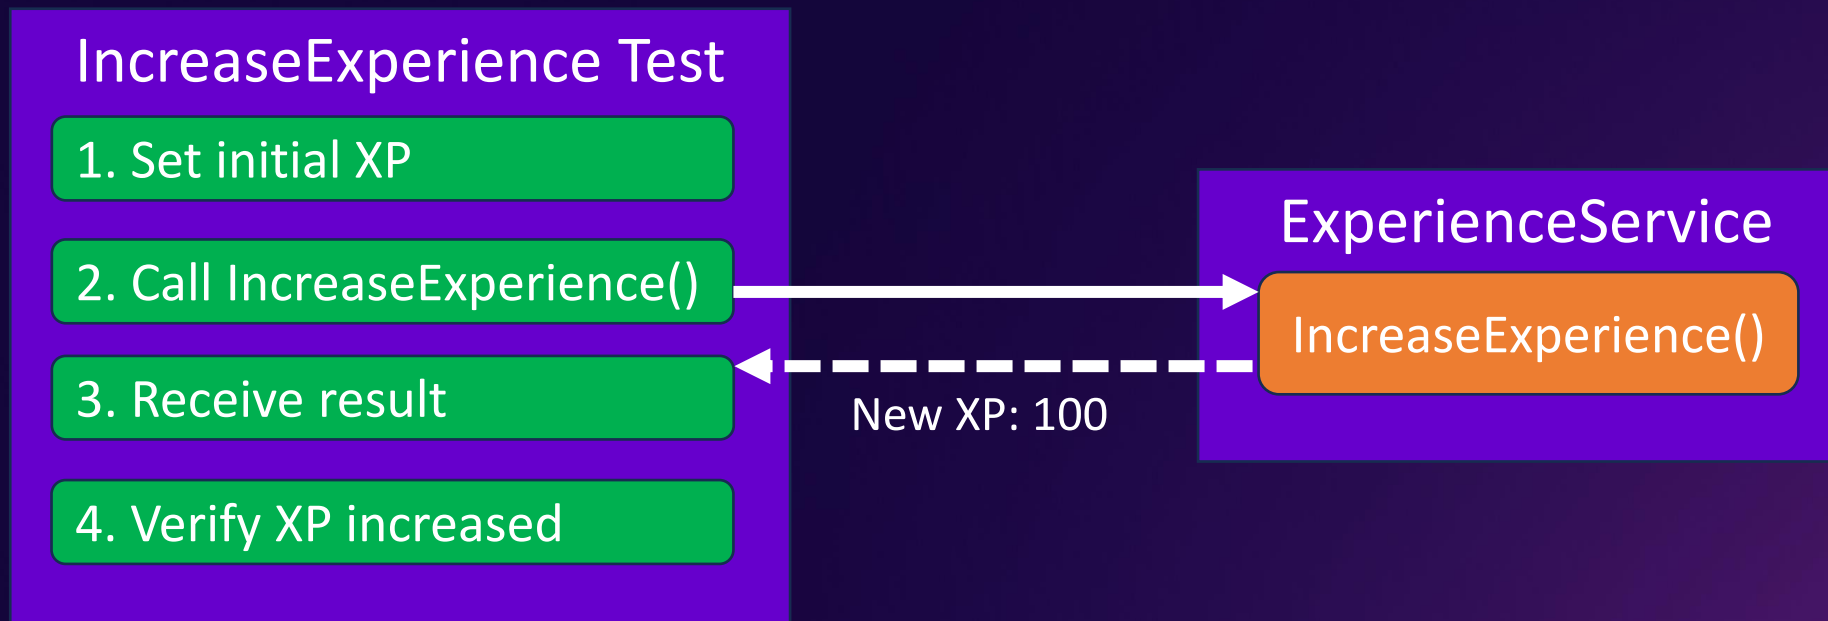 IncreaseExperience Test
1. Set initial XP
2. Call IncreaseExperience()
3. Receive result
4. Verify XP increased
New XP: 100
ExperienceService
IncreaseExperience()